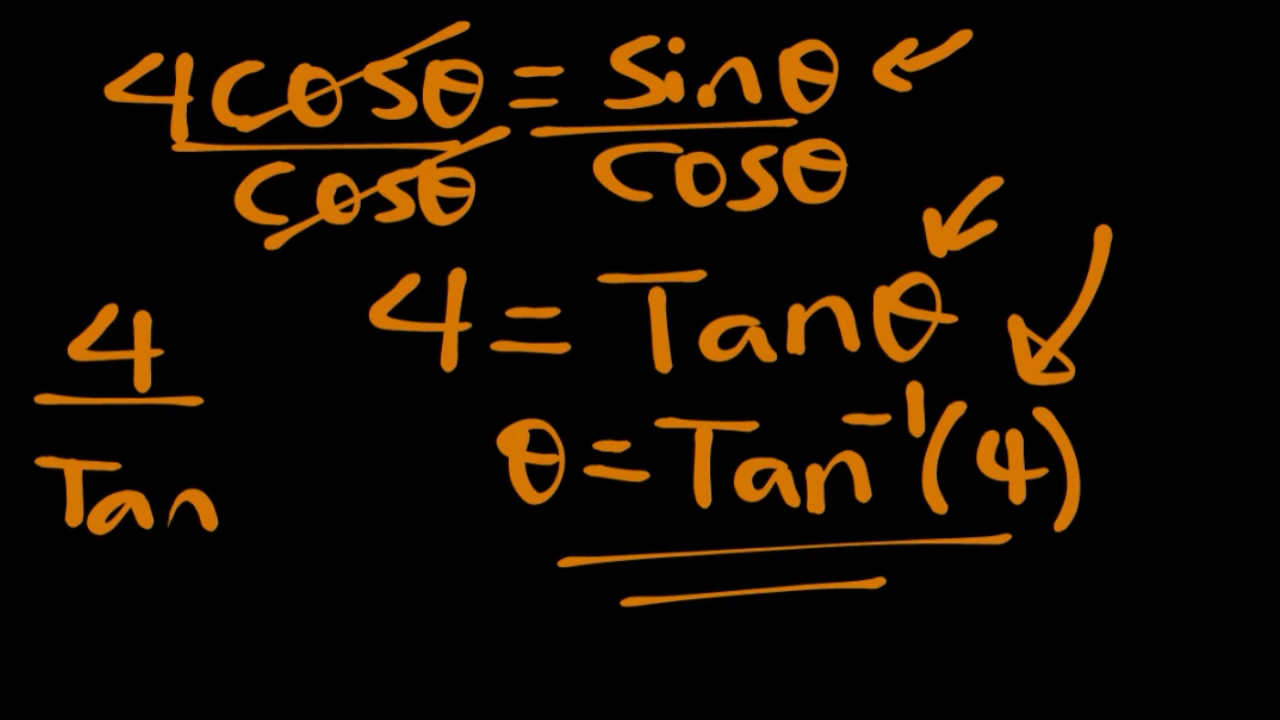 4cosθ = sinθ
cosθ cosθ
4 = Tanθ
4
Tan
θ = Tan⁻¹(4)